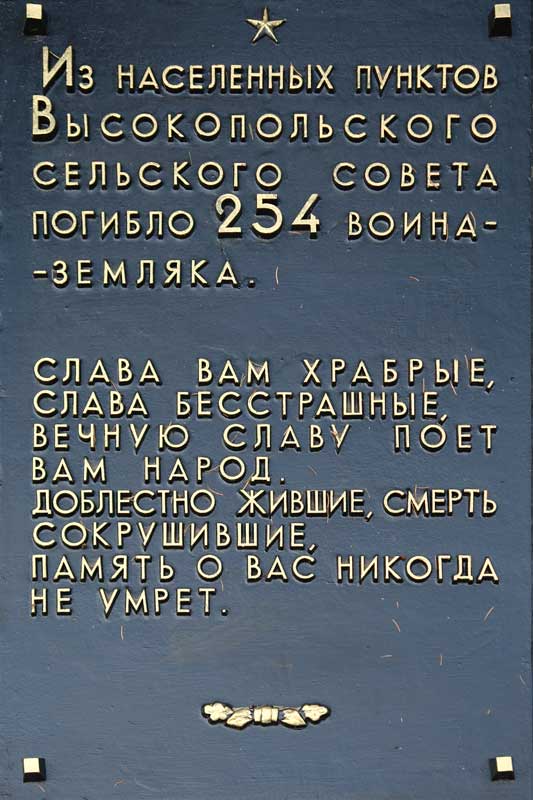 Из населенных пунктов
Высокопольского
сельского совета
погибло 254 воина-
-земляка.
СЛАВА ВАМ ХРАБРЫЕ,
СЛАВА БЕССТРАШНЫЕ,
ВЕЧНУЮ СЛАВУ ПОЕТ
ВАМ НАРОД.
ДОБЛЕСТНО ЖИВШИЕ, СМЕРТЬ
СОКРУШИВШИЕ,
ПАМЯТЬ О ВАС НИКОГДА
НЕ УМРЕТ.